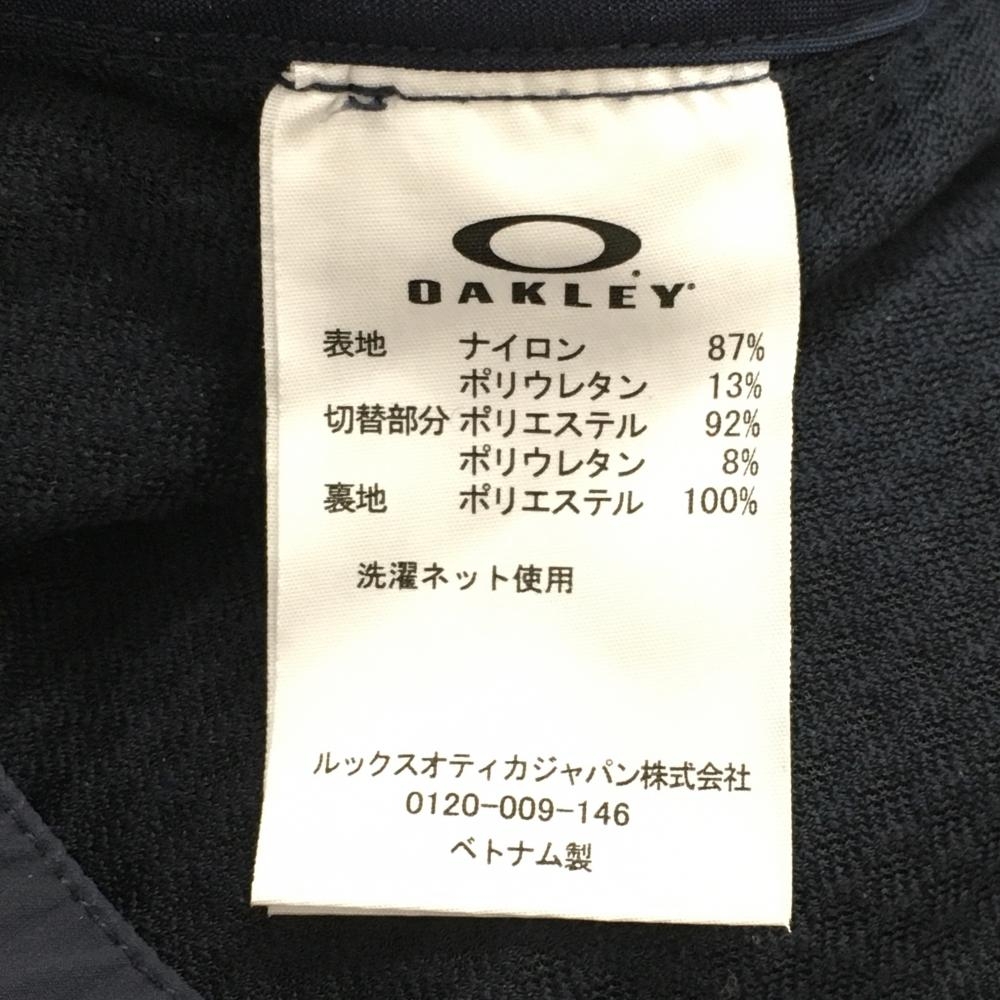 OAKLEY
表地 ナイロン 87%
ポリウレタン 13%
切替部分 ポリエステル 92%
ポリウレタン 8%
裏地 ポリエステル 100%
洗濯ネット使用
ルックスオティカジャパン株式会社
0120-009-146
ベトナム製